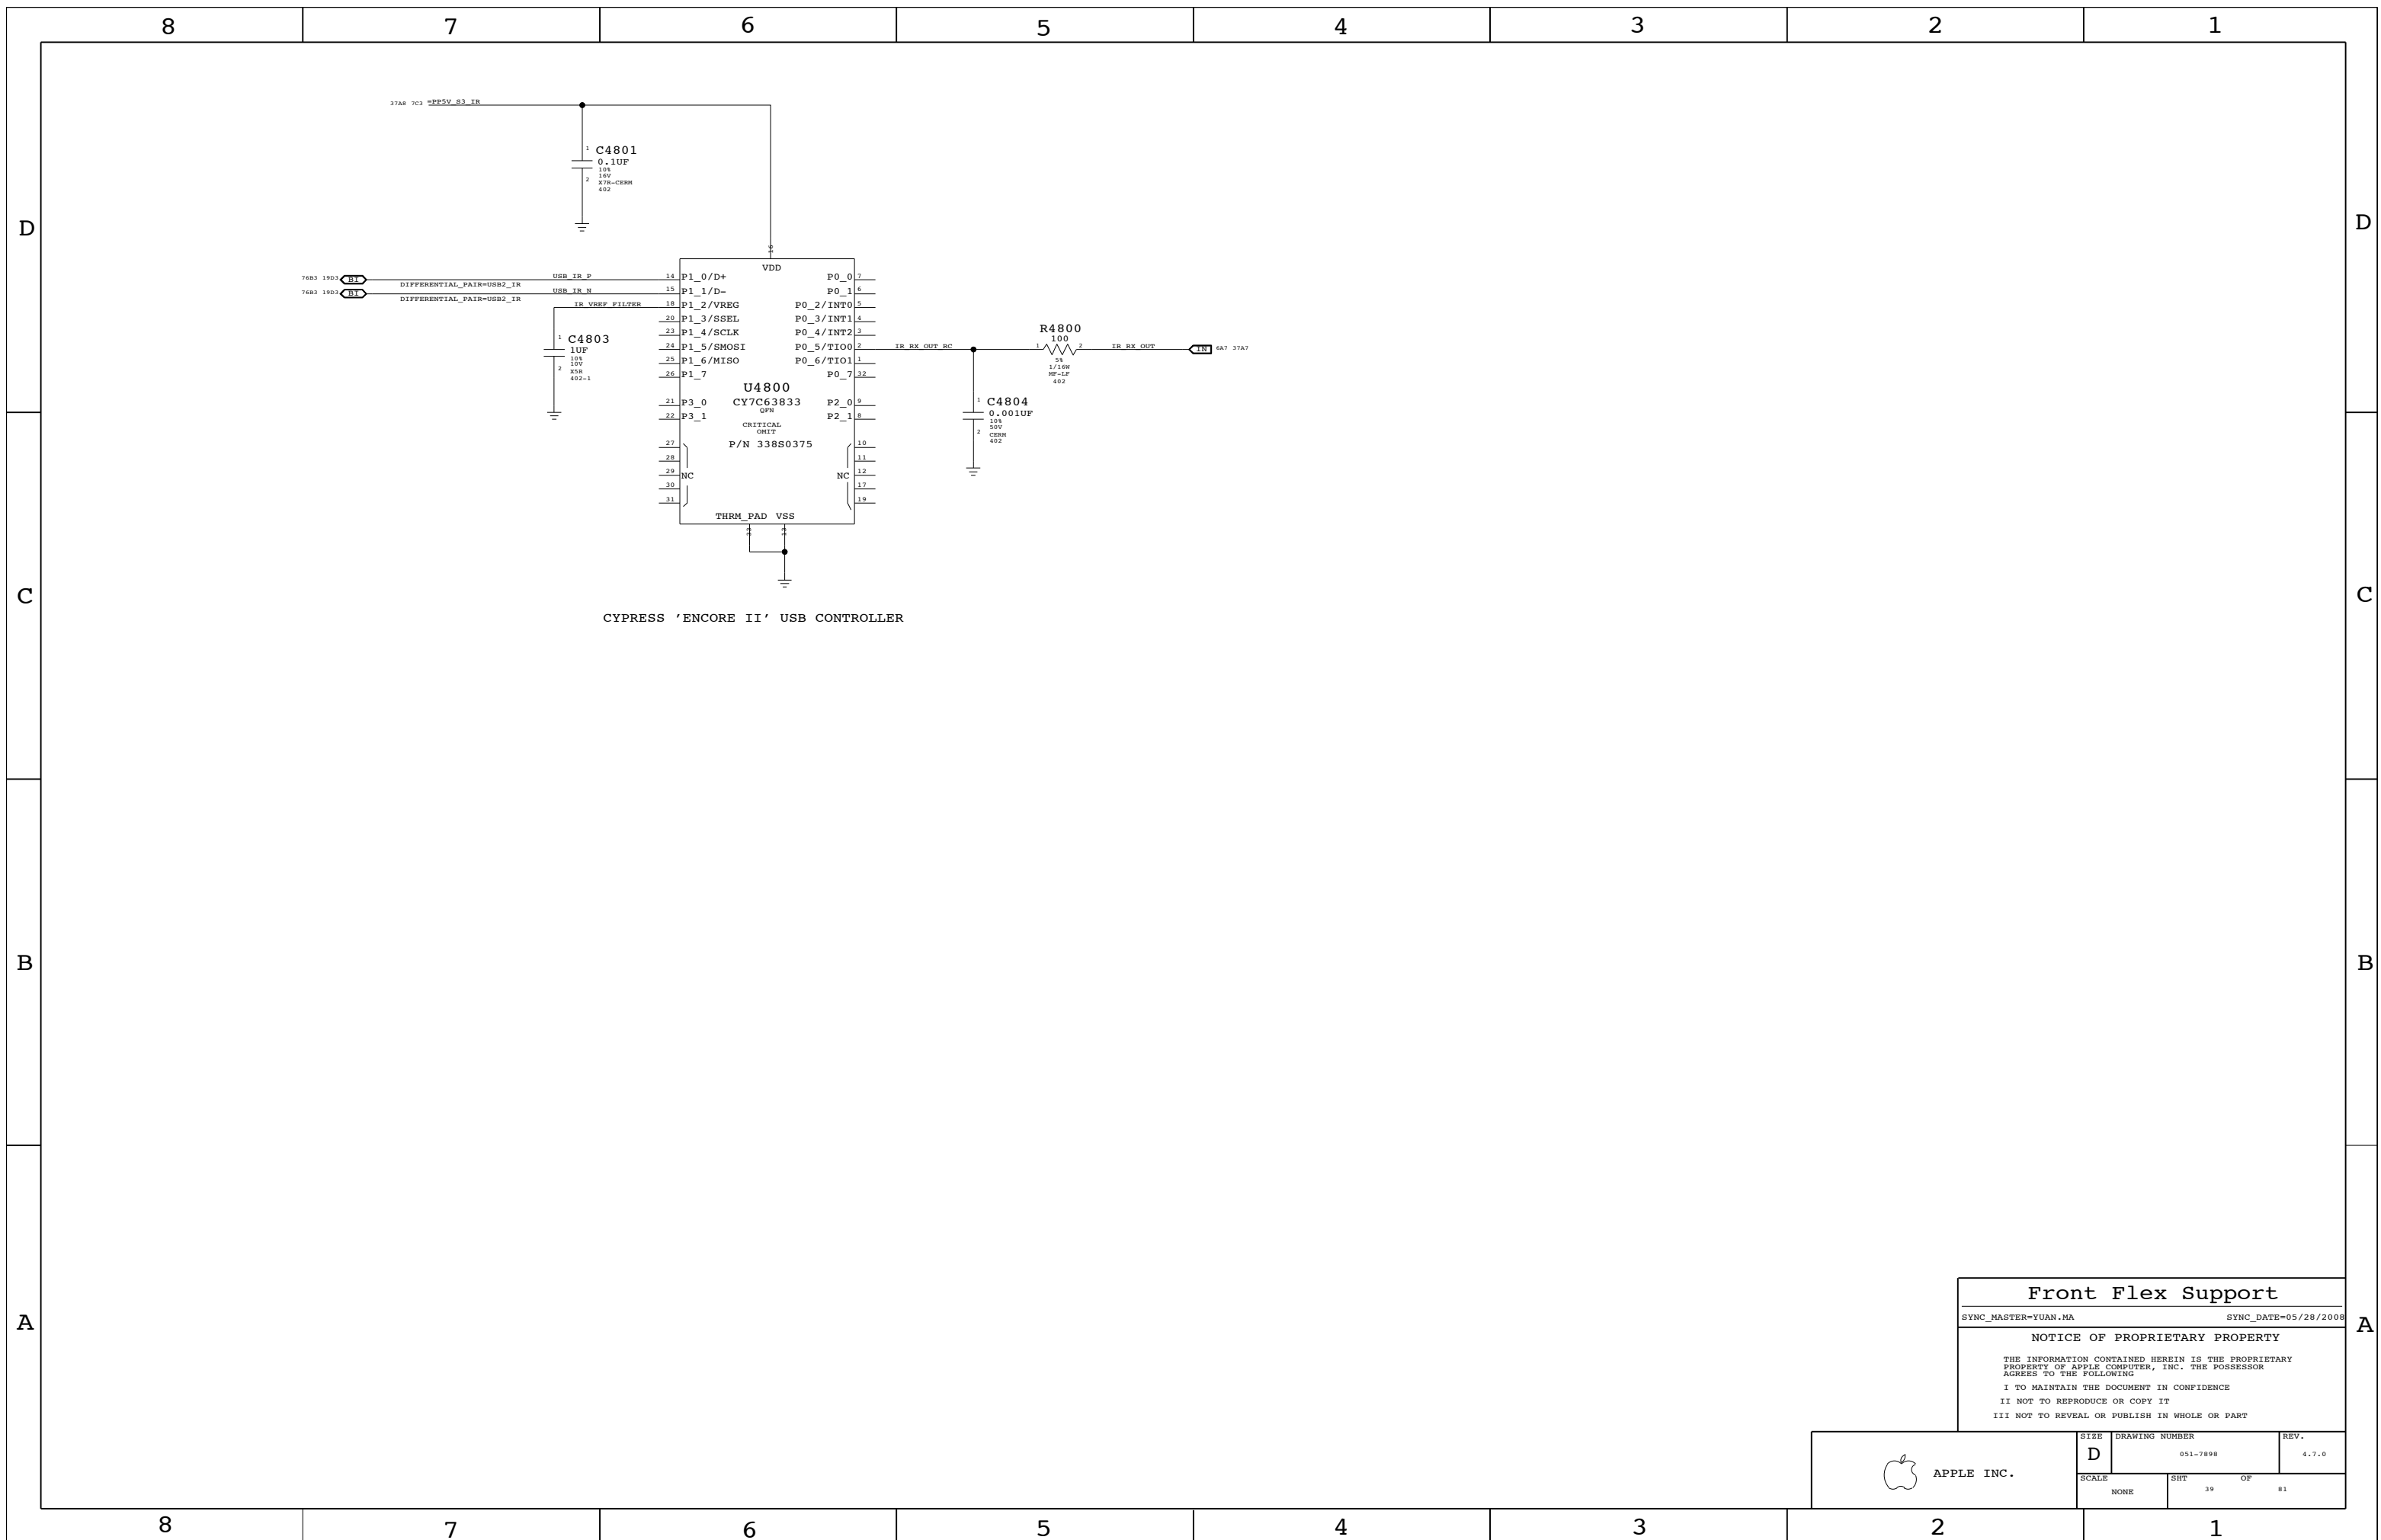 8 7 6 5 4 3 2 1
37A8 7C3 =PP5V_S3_IR
1 C4801
0.1UF
10%
16V
2 X7R-CERM
402
D D
16
VDD
76B3 19D3 BI USB_IR_P 14 P1_0/D+ P0_0 7
DIFFERENTIAL_PAIR=USB2_IR
76B3 19D3 BI USB_IR_N 15 P1_1/D- P0_1 6
DIFFERENTIAL_PAIR=USB2_IR
IR_VREF_FILTER 18 P1_2/VREG P0_2/INT0 5
20 P1_3/SSEL P0_3/INT1 4
23 P1_4/SCLK P0_4/INT2 3
24 P1_5/SMOSI P0_5/TIO0 2 IR_RX_OUT_RC
25 P1_6/MISO P0_6/TIO1 1
26 P1_7 P0_7 32
1 C4803
1UF
10%
10V
2 X5R
402-1
R4800
100
1 2 IR_RX_OUT IN 6A7 37A7
5%
1/16W
MF-LF
402
U4800
21 P3_0 CY7C63833 P2_0 9
QFN
22 P3_1 P2_1 8
CRITICAL
OMIT
P/N 338S0375
1 C4804
0.001UF
10%
50V
2 CERM
402
27 10
28 11
29 NC NC 12
30 17
31 19
THRM_PAD VSS
33 13
CYPRESS 'ENCORE II' USB CONTROLLER
C C
B B
A A
Front Flex Support
SYNC_MASTER=YUAN.MA SYNC_DATE=05/28/2008
NOTICE OF PROPRIETARY PROPERTY
THE INFORMATION CONTAINED HEREIN IS THE PROPRIETARY
PROPERTY OF APPLE COMPUTER, INC. THE POSSESSOR
AGREES TO THE FOLLOWING
I TO MAINTAIN THE DOCUMENT IN CONFIDENCE
II NOT TO REPRODUCE OR COPY IT
III NOT TO REVEAL OR PUBLISH IN WHOLE OR PART
APPLE INC.
SIZE DRAWING NUMBER REV.
D 051-7898 4.7.0
SCALE SHT OF
NONE 39 81
8 7 6 5 4 3 2 1